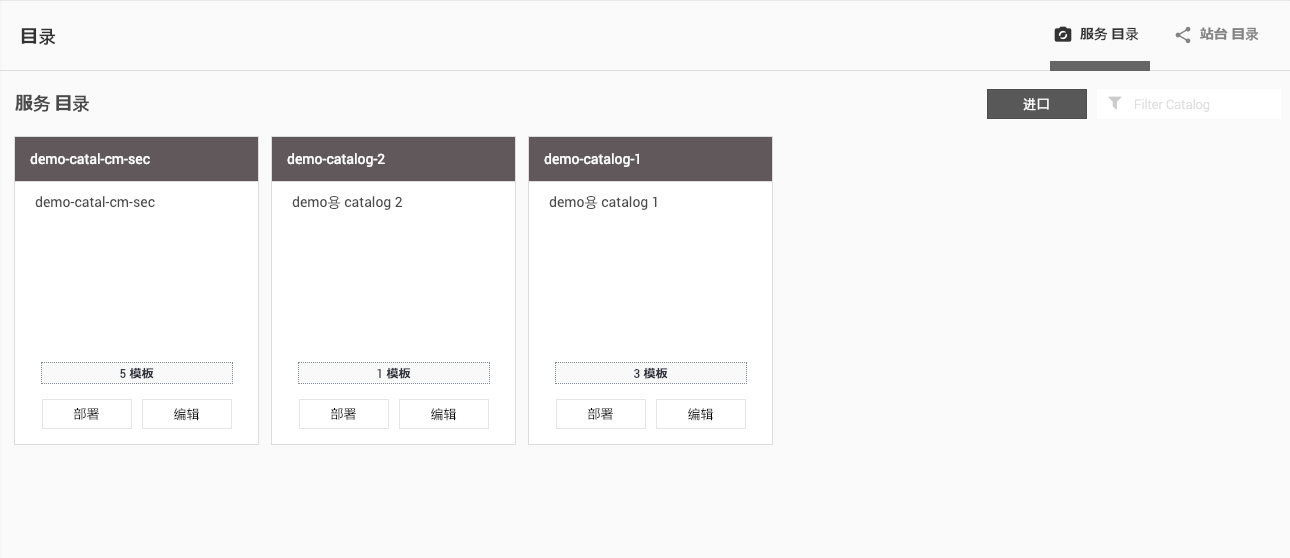 目录
服务 目录
站台 目录
服务 目录
进口
Filter Catalog
demo-catal-cm-sec
demo-catal-cm-sec
5 模板
部署
编辑
demo-catalog-2
demo용 catalog 2
1 模板
部署
编辑
demo-catalog-1
demo용 catalog 1
3 模板
部署
编辑